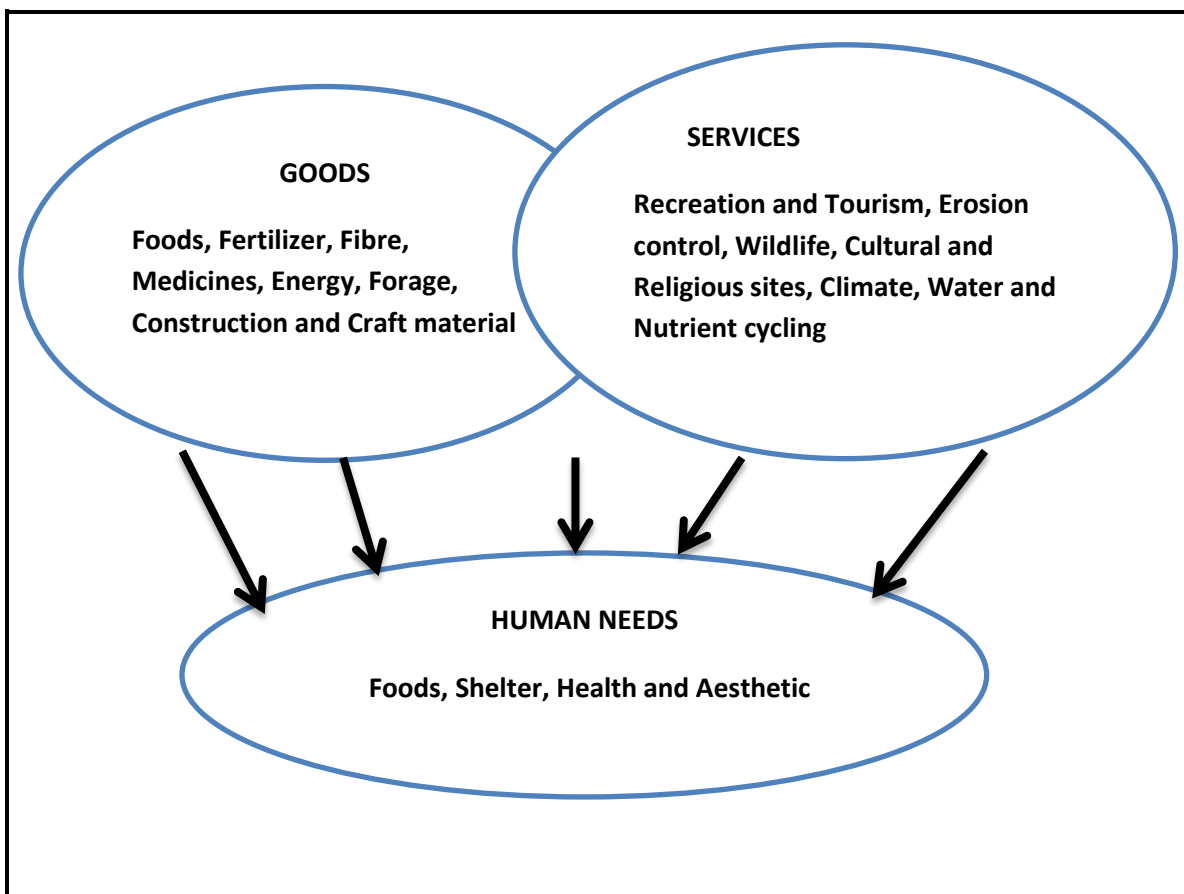 GOODS
Foods, Fertilizer, Fibre,
Medicines, Energy, Forage,
Construction and Craft material
SERVICES
Recreation and Tourism, Erosion
control, Wildlife, Cultural and
Religious sites, Climate, Water and
Nutrient cycling
HUMAN NEEDS
Foods, Shelter, Health and Aesthetic